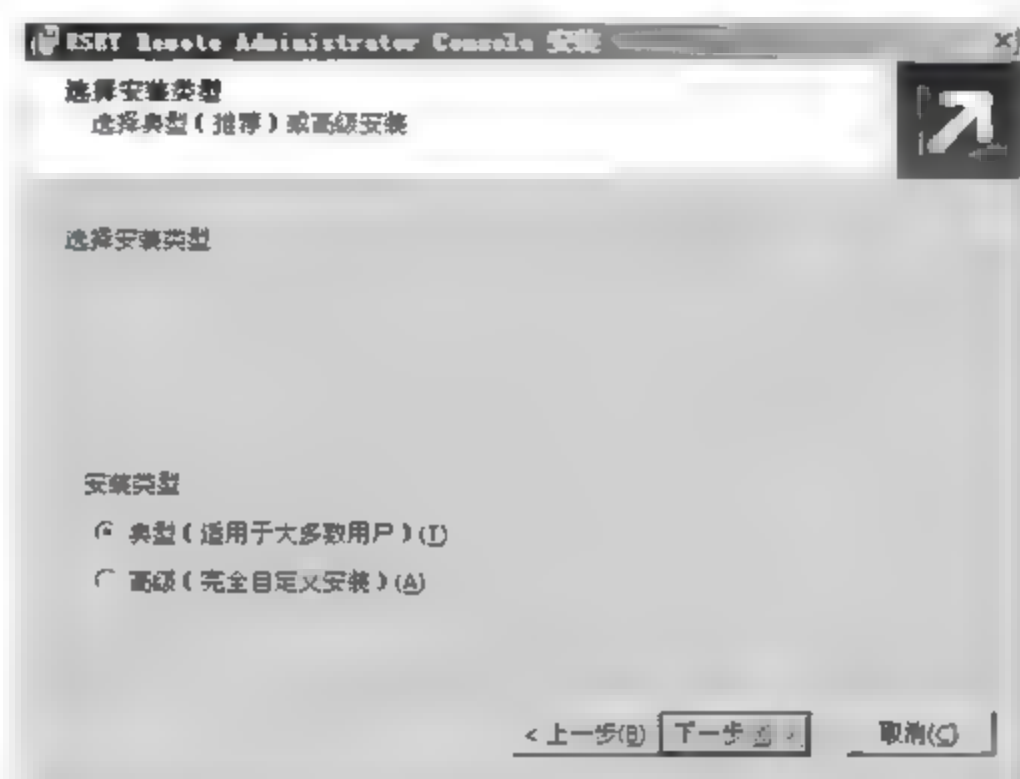 ESET Remote Administrator Console 安装
选择安装类型
选择典型(推荐)或高级安装
选择安装类型
安装类型
典型(适用于大多数用户)(T)
高级(完全自定义安装)(A)
< 上一步(B) 下一步 > 取消(C)